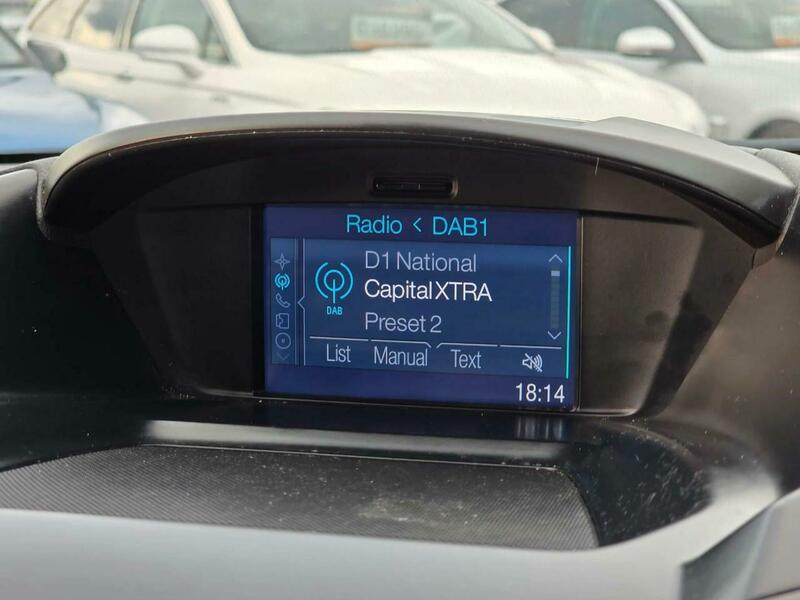 Radio < DAB1
D1 National
Capital XTRA
DAB
Preset 2
List Manual Text
18:14